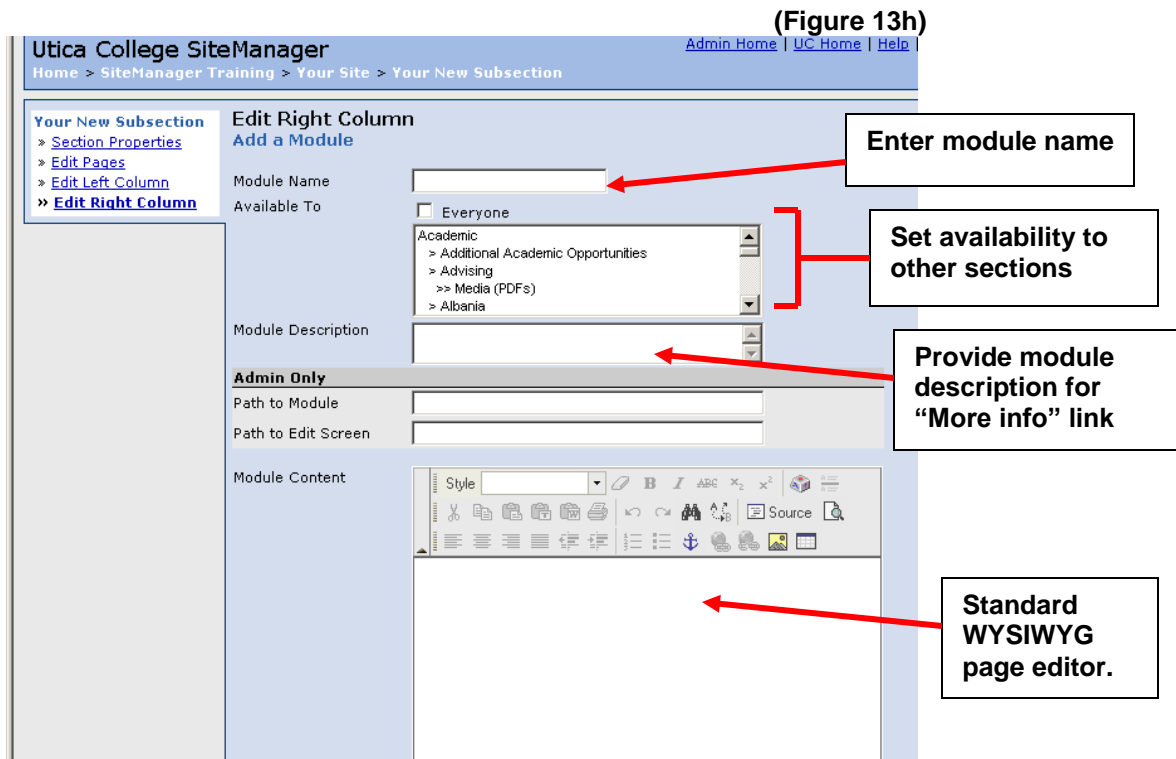 (Figure 13h)
Utica College SiteManager
Admin Home | UC Home | Help |
Home > SiteManager Training > Your Site > Your New Subsection
Your New Subsection
» Section Properties
» Edit Pages
» Edit Left Column
» Edit Right Column
Edit Right Column
Add a Module
Module Name
Enter module name
Available To
Everyone
Academic
> Additional Academic Opportunities
> Advising
>> Media (PDFs)
> Albania
Set availability to
other sections
Module Description
Provide module
description for
“More info” link
Admin Only
Path to Module
Path to Edit Screen
Module Content
Style
B I ABC x₂ x²
Source
Standard
WYSIWYG
page editor.